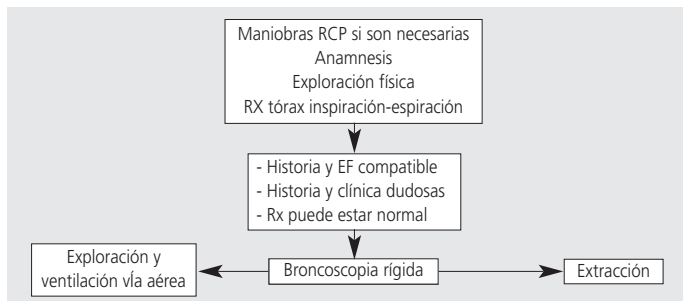 Maniobras RCP si son necesarias
Anamnesis
Exploración física
RX tórax inspiración-espiración
- Historia y EF compatible
- Historia y clínica dudosas
- Rx puede estar normal
Exploración y
ventilación vÍa aérea
Broncoscopia rígida
Extracción